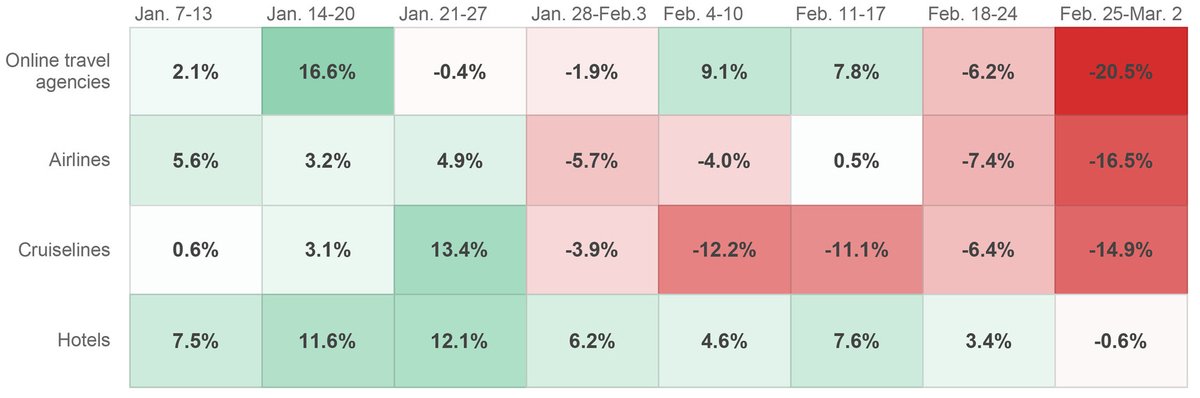 Jan. 7-13 Jan. 14-20 Jan. 21-27 Jan. 28-Feb.3 Feb. 4-10 Feb. 11-17 Feb. 18-24 Feb. 25-Mar. 2
Online travel
agencies
2.1% 16.6% -0.4% -1.9% 9.1% 7.8% -6.2% -20.5%
Airlines 5.6% 3.2% 4.9% -5.7% -4.0% 0.5% -7.4% -16.5%
Cruiselines 0.6% 3.1% 13.4% -3.9% -12.2% -11.1% -6.4% -14.9%
Hotels 7.5% 11.6% 12.1% 6.2% 4.6% 7.6% 3.4% -0.6%